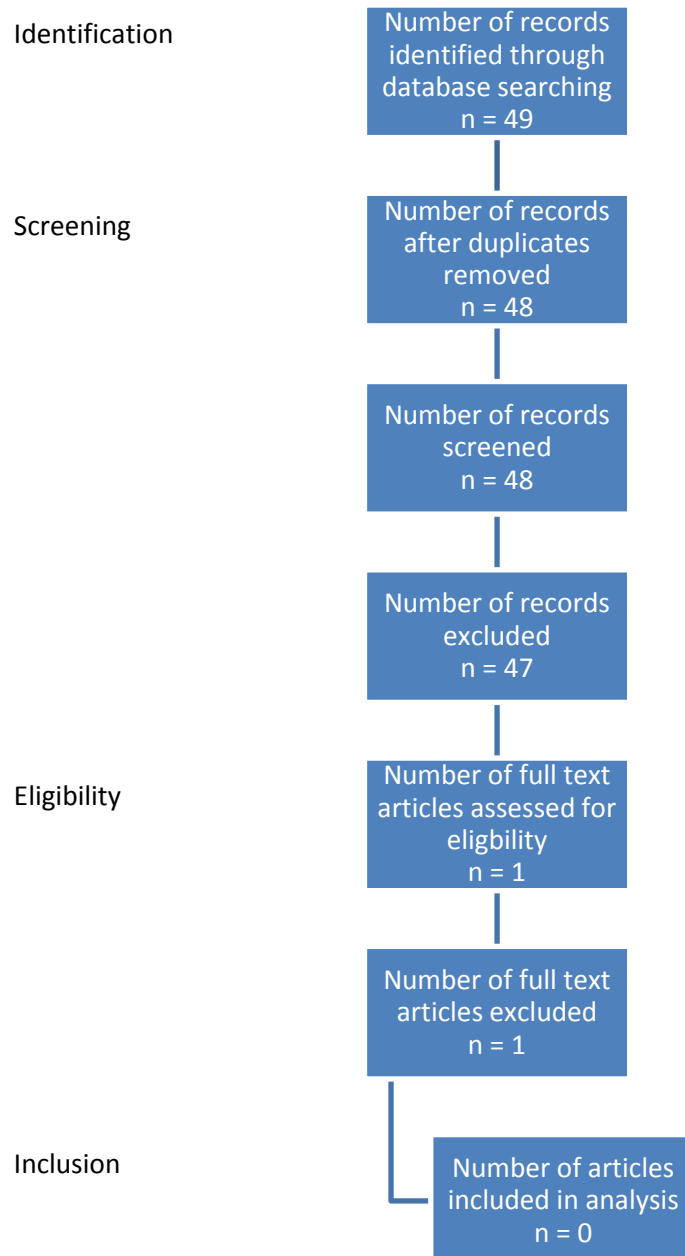 Identification
Number of records
identified through
database searching
n = 49
Screening
Number of records
after duplicates
removed
n = 48
Number of records
screened
n = 48
Number of records
excluded
n = 47
Eligibility
Number of full text
articles assessed for
eligbility
n = 1
Number of full text
articles excluded
n = 1
Inclusion
Number of articles
included in analysis
n = 0